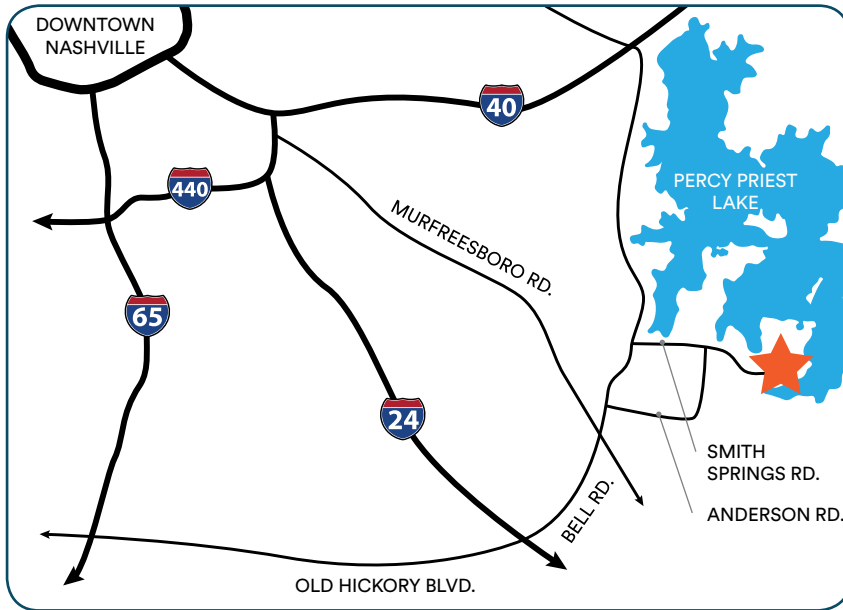 DOWNTOWN
NASHVILLE
40
440
PERCY PRIEST
LAKE
MURFREESBORO RD.
65
24
SMITH
SPRINGS RD.
BELL RD.
ANDERSON RD.
OLD HICKORY BLVD.